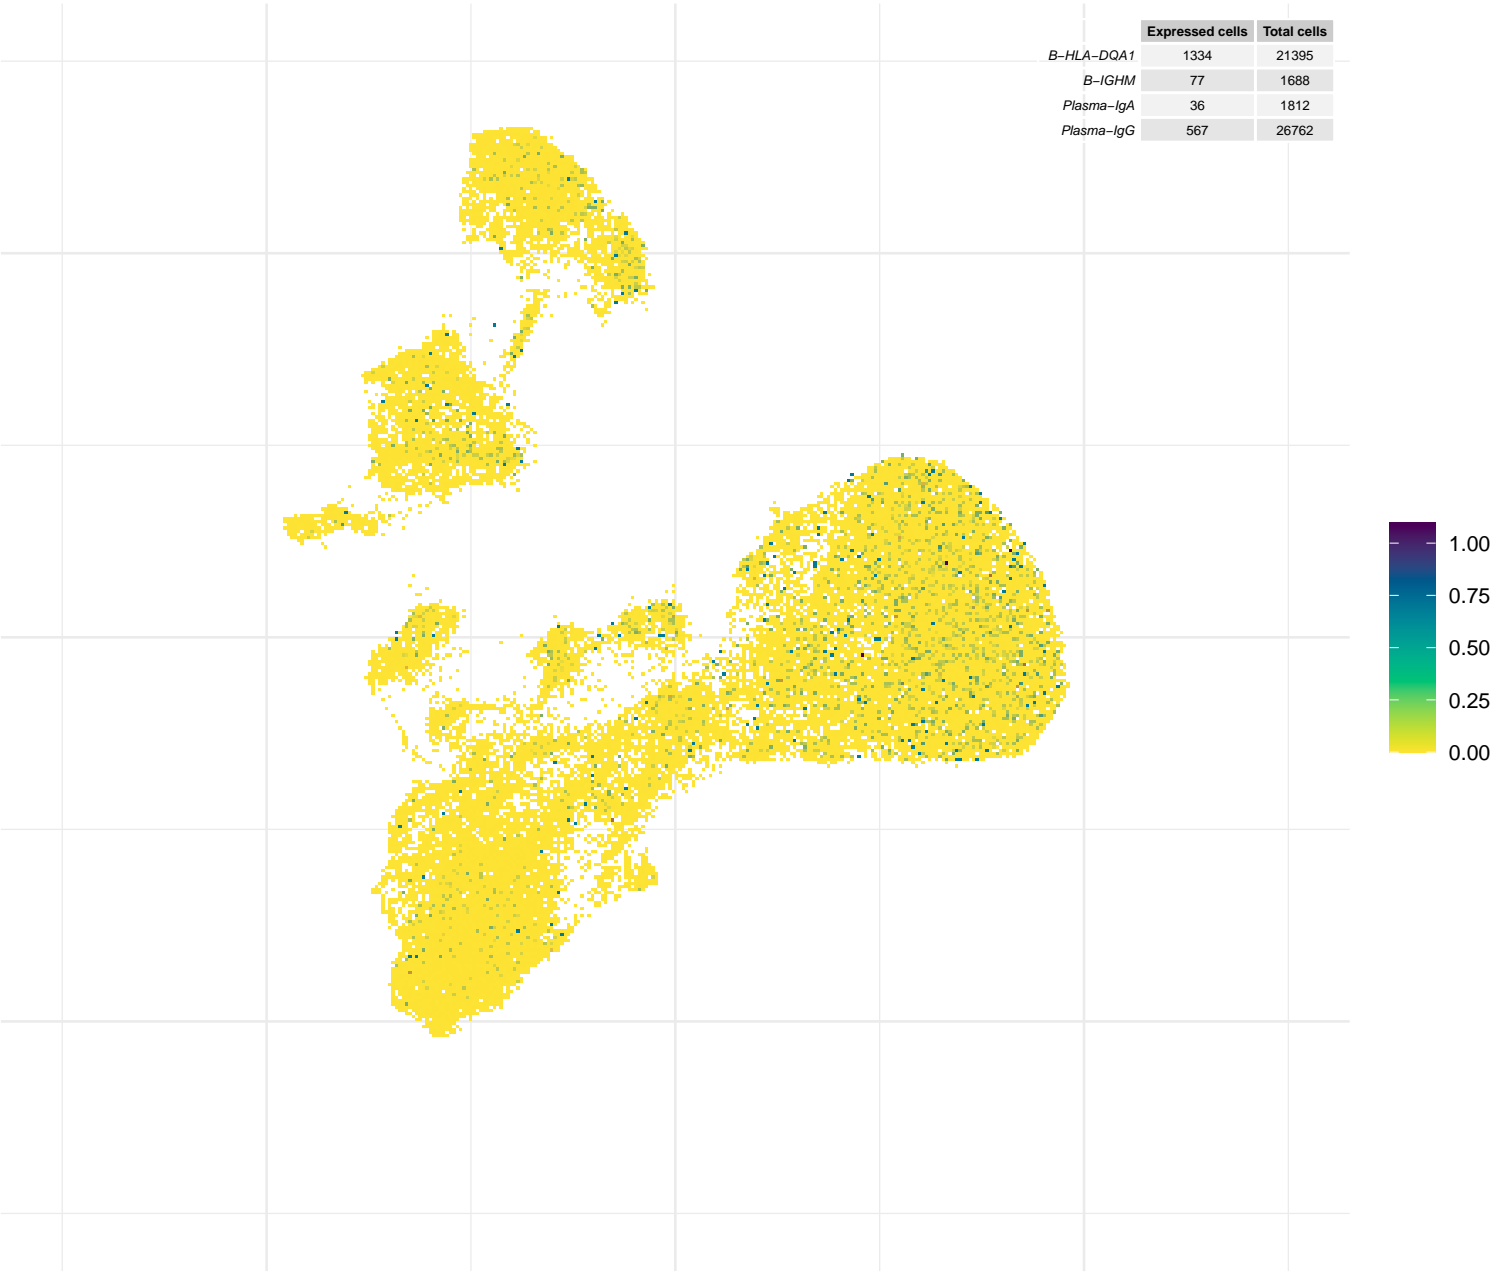 Expressed cells Total cells
B−HLA−DQA1 1334 21395
B−IGHM 77 1688
Plasma−IgA 36 1812
Plasma−IgG 567 26762
1.00
0.75
0.50
0.25
0.00